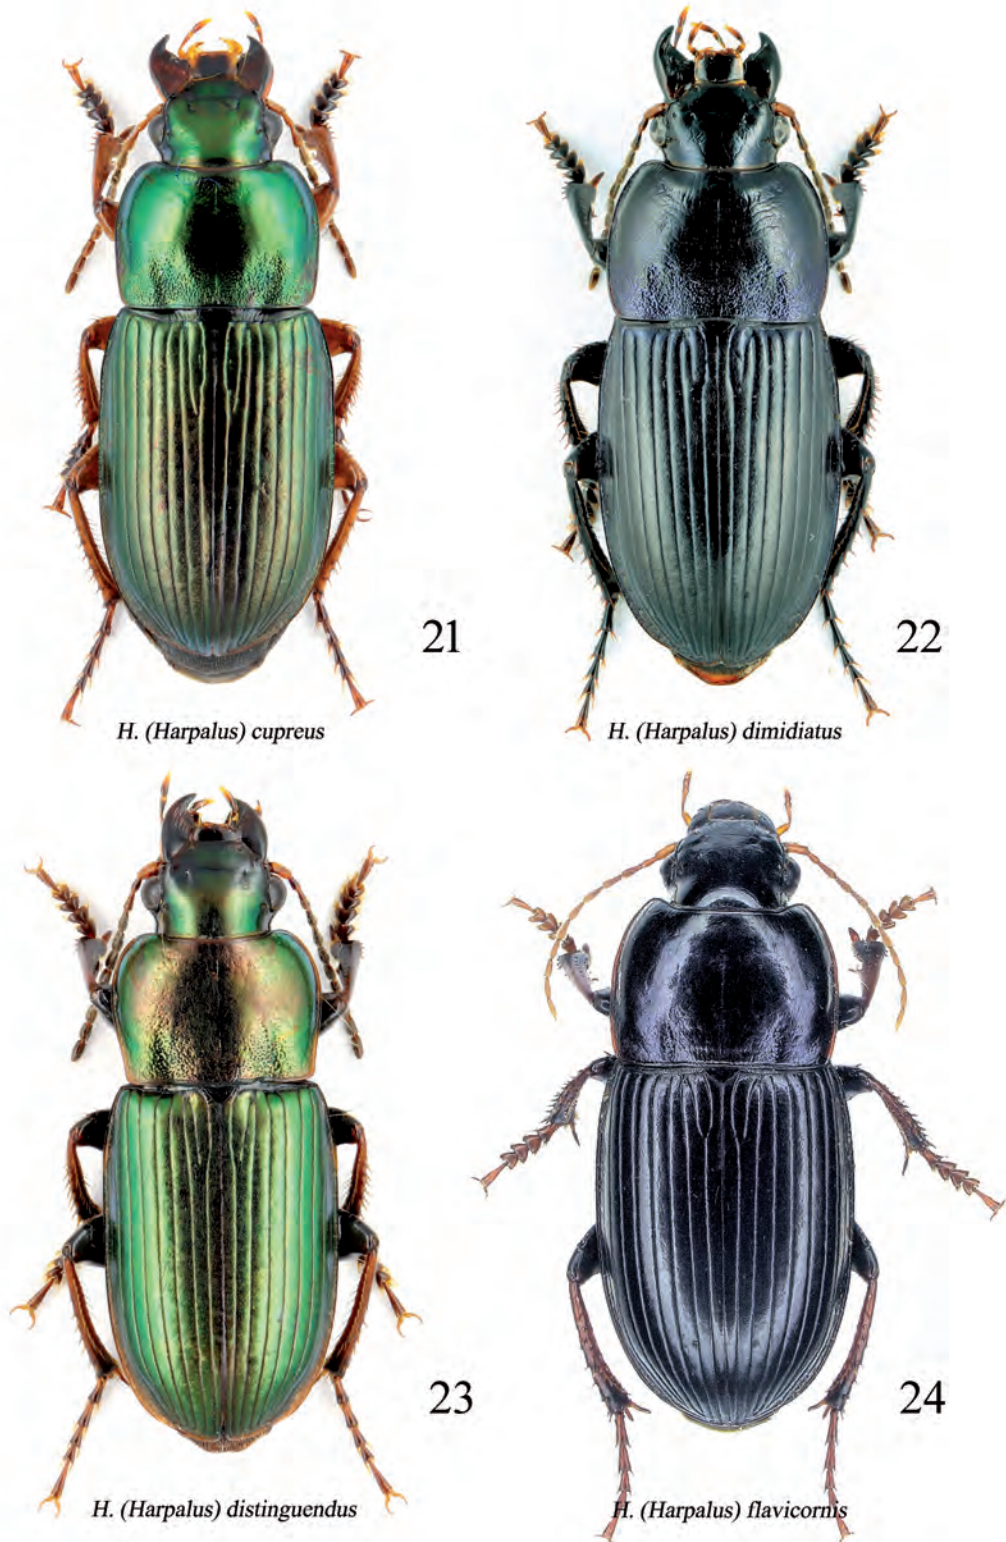 21
22
H. (Harpalus) cupreus
H. (Harpalus) dimidiatus
23
24
H. (Harpalus) distinguendus
H. (Harpalus) flavicornis